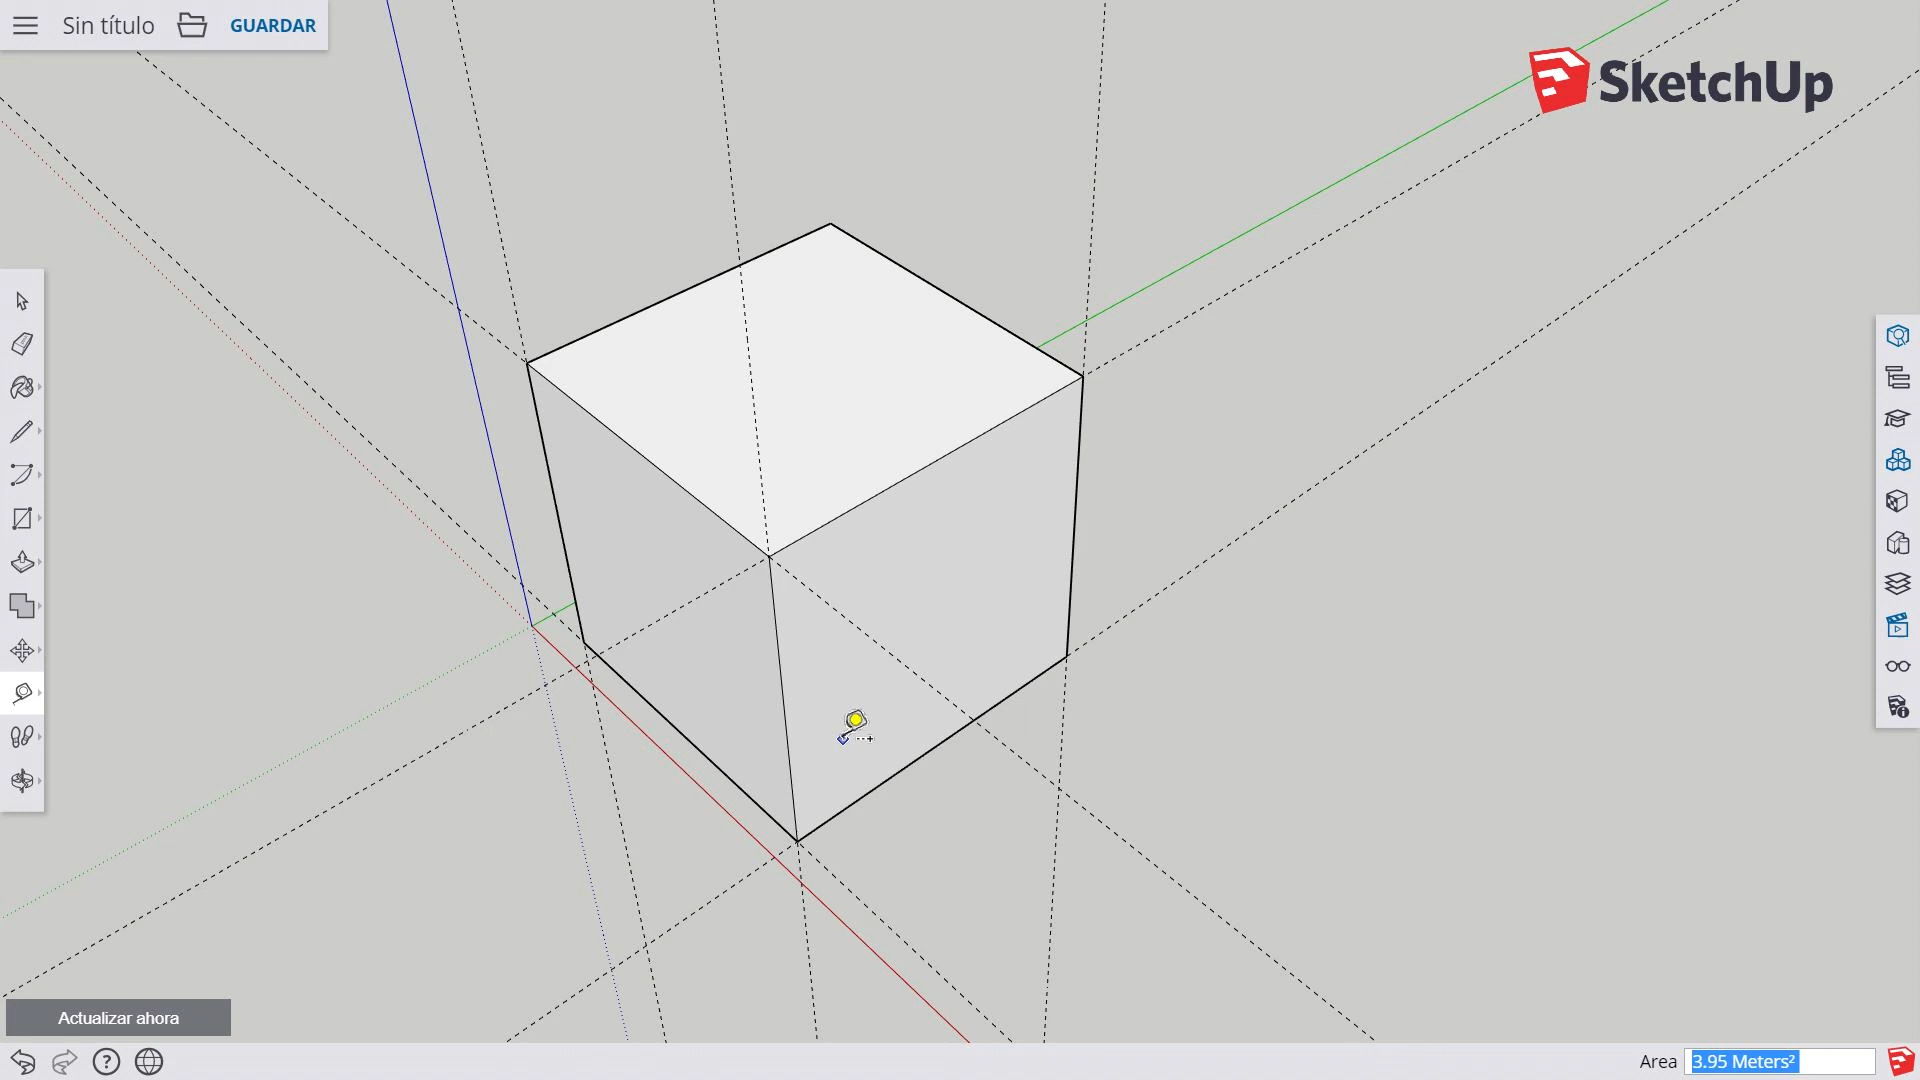 Sin título GUARDAR
SketchUp
Actualizar ahora
?
Area 3.95 Meters²